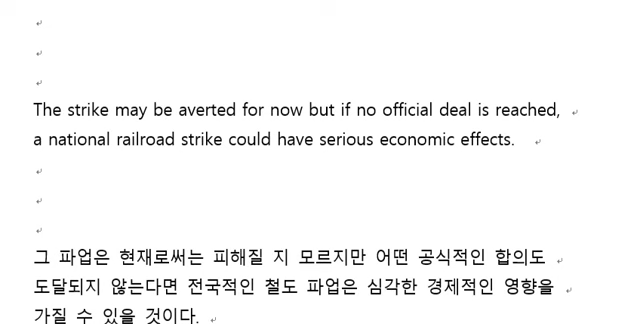 The strike may be averted for now but if no official deal is reached,
a national railroad strike could have serious economic effects.
그 파업은 현재로써는 피해질 지 모르지만 어떤 공식적인 합의도
도달되지 않는다면 전국적인 철도 파업은 심각한 경제적인 영향을
가질 수 있을 것이다.